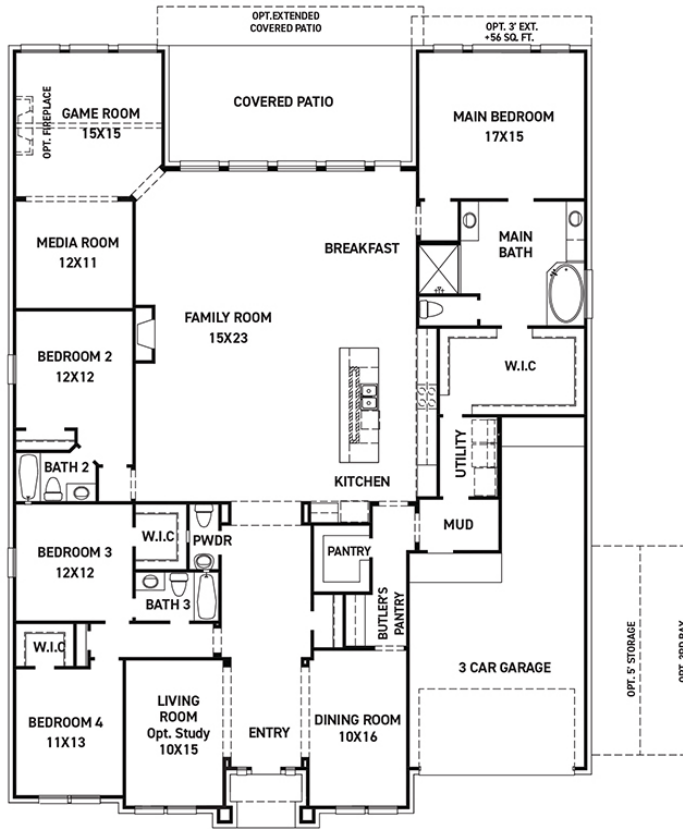 OPT.EXTENDED
COVERED PATIO
OPT. 3' EXT.
+56 SQ. FT.
OPT. FIREPLACE
GAME ROOM
15X15
COVERED PATIO
MAIN BEDROOM
17X15
MEDIA ROOM
12X11
BREAKFAST
MAIN
BATH
FAMILY ROOM
15X23
BEDROOM 2
12X12
W.I.C
BATH 2
KITCHEN
UTILITY
BEDROOM 3
12X12
W.I.C
PWDR
PANTRY
MUD
BATH 3
BUTLER'S
PANTRY
W.I.C
3 CAR GARAGE
OPT. 5' STORAGE
BEDROOM 4
11X13
LIVING
ROOM
Opt. Study
10X15
ENTRY
DINING ROOM
10X16